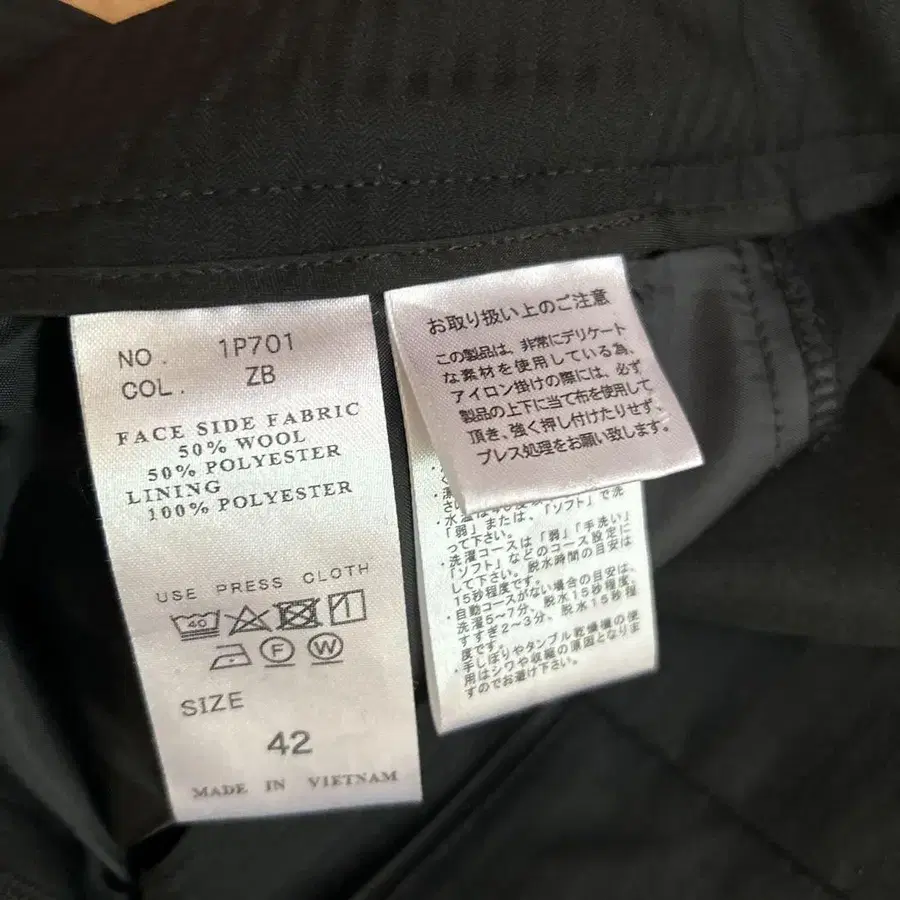 NO. 1P701
COL. ZB
FACE SIDE FABRIC
50% WOOL
50% POLYESTER
LINING
100% POLYESTER
USE PRESS CLOTH
40
F W
SIZE
42
MADE IN VIETNAM
お取り扱い上のご注意
この製品は、非常にデリケート
な素材を使用している為、
アイロン掛けの際には、必ず
製品の上下に当て布を使用して
頂き、強く押し付けたりせず、
プレス処理をお願い致します。
「弱」または、「ソフト」で洗
って下さい。
・洗濯コースは「弱」「手洗い」
「ソフト」などのコース設定に
して下さい。脱水時間の目安は
15秒程度です。
・自動コースがない場合の目安は、
洗濯5~7分、脱水15秒程度、
すすぎ2~3分、脱水15秒程
度です。
・手しぼりやタンブル乾燥機の使
用はシワや収縮の原因となりま
すのでお避け下さい。